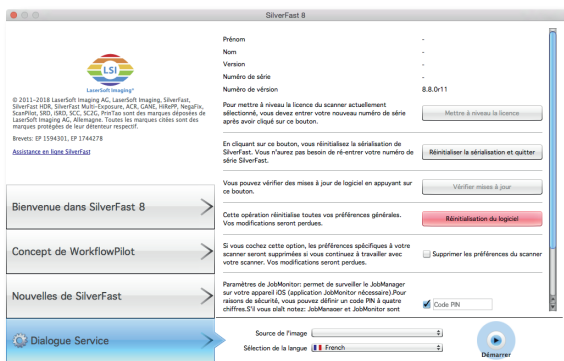 SilverFast 8
LSI
LaserSoft Imaging®
© 2011-2018 LaserSoft Imaging AG, LaserSoft Imaging, SilverFast,
SilverFast HDR, SilverFast Multi-Exposure, ACR, GANE, HiRePP, NegaFix,
ScanPilot, SRD, iSRD, SCC, SC2G, PrinTao sont des marques déposées de
LaserSoft Imaging AG, Allemagne. Toutes les marques citées sont des
marques protégées de leur détenteur respectif.
Brevets: EP 1594301, EP 1744278
Assistance en ligne SilverFast
Bienvenue dans SilverFast 8
Concept de WorkflowPilot
Nouvelles de SilverFast
Dialogue Service
Prénom -
Nom -
Version -
Numéro de série -
Numéro de vérsion 8.8.0r11
Pour mettre à niveau la licence du scanner actuellement
sélectionné, vous devez entrer votre nouveau numéro de série
après avoir cliqué sur ce bouton.
Mettre à niveau la licence
En cliquant sur ce bouton, vous réinitialisez la sérialisation de
SilverFast. Vous n'aurez pas besoin de ré-entrer votre numéro de
série SilverFast.
Réinitialiser la sérialisation et quitter
Vous pouvez vérifier des mises à jour de logiciel en appuyant sur
ce bouton.
Vérifier mises à jour
Cette opération réinitialise toutes vos préférences générales.
Vos modifications seront perdues.
Réinitialisation du logiciel
Si vous cochez cette option, les préférences spécifiques à votre
scanner seront supprimées si vous continuez à travailler avec
votre scanner. Vos modifications seront perdues.
Supprimer les préférences du scanner
Paramètres de JobMonitor: permet de surveiller le JobManager
sur votre appareil iOS (application JobMonitor nécessaire).Pour
raisons de sécurité, vous pouvez définir un code PIN à quatre
chiffres.S'il vous plaît notez: JobManager et JobMonitor sont
Code PIN
Source de l'image
Sélection de la langue French
Démarrer